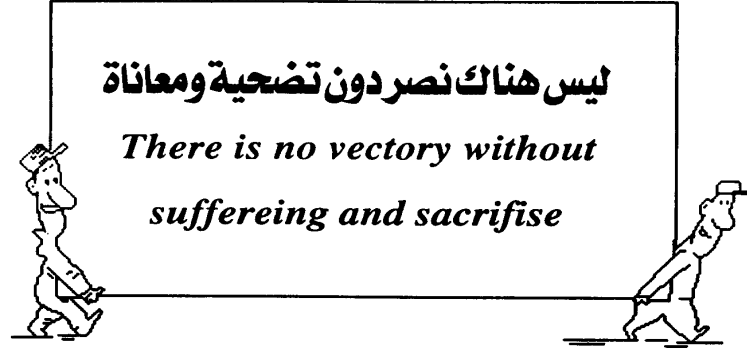 ليس هناك نصر دون تضحية ومعاناة
There is no vectory without
suffereing and sacrifise